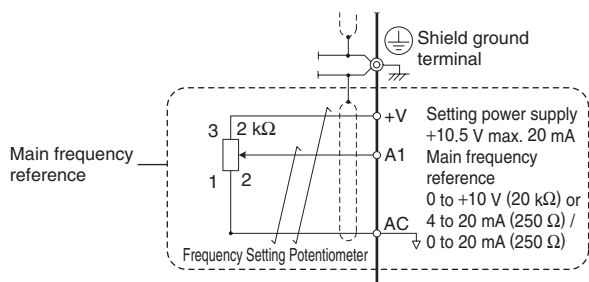 Shield ground
terminal
+V
Setting power supply
+10.5 V max. 20 mA
3
2 kΩ
Main frequency
reference
A1
Main frequency
reference
1
2
0 to +10 V (20 kΩ) or
4 to 20 mA (250 Ω) /
0 to 20 mA (250 Ω)
AC
Frequency Setting Potentiometer